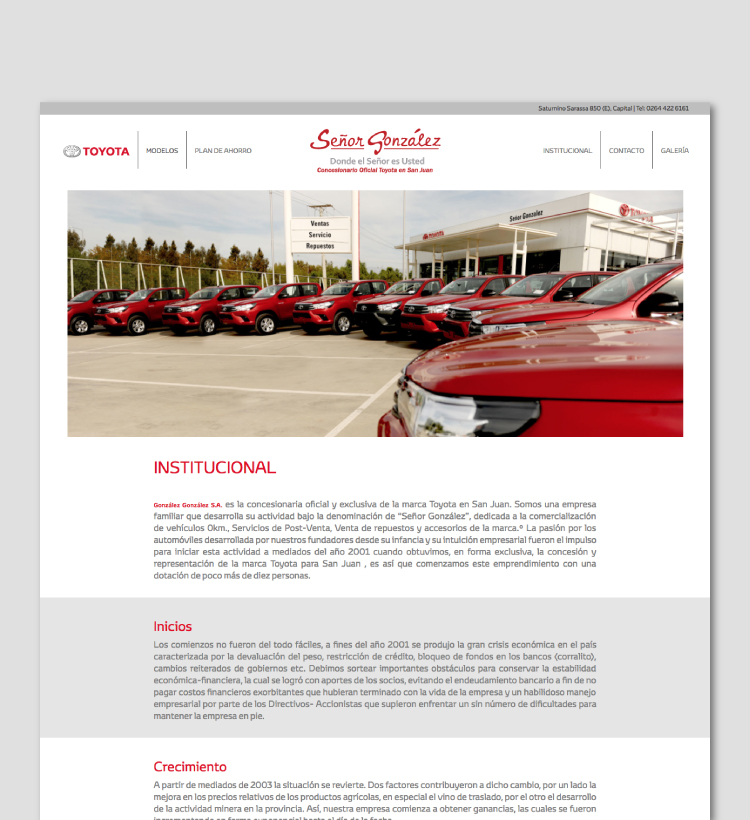 Saturnino Sarassa 850 (E), Capital | Tel: 0264 422 6161
TOYOTA
MODELOS
PLAN DE AHORRO
Señor González
Donde el Señor es Usted
Concesionario Oficial Toyota en San Juan
INSTITUCIONAL
CONTACTO
GALERÍA
Ventas
Servicio
Repuestos
TOYOTA
Señor González
INSTITUCIONAL
González González S.A. es la concesionaria oficial y exclusiva de la marca Toyota en San Juan. Somos una empresa
familiar que desarrolla su actividad bajo la denominación de "Señor González", dedicada a la comercialización
de vehículos 0km., Servicios de Post-Venta, Venta de repuestos y accesorios de la marca.º La pasión por los
automóviles desarrollada por nuestros fundadores desde su infancia y su intuición empresarial fueron el impulso
para iniciar esta actividad a mediados del año 2001 cuando obtuvimos, en forma exclusiva, la concesión y
representación de la marca Toyota para San Juan , es así que comenzamos este emprendimiento con una
dotación de poco más de diez personas.
Inicios
Los comienzos no fueron del todo fáciles, a fines del año 2001 se produjo la gran crisis económica en el país
caracterizada por la devaluación del peso, restricción de crédito, bloqueo de fondos en los bancos (corralito),
cambios reiterados de gobiernos etc. Debimos sortear importantes obstáculos para conservar la estabilidad
económica-financiera, la cual se logró con aportes de los socios, evitando el endeudamiento bancario a fin de no
pagar costos financieros exorbitantes que hubieran terminado con la vida de la empresa y un habilidoso manejo
empresarial por parte de los Directivos- Accionistas que supieron enfrentar un sin número de dificultades para
mantener la empresa en pie.
Crecimiento
A partir de mediados de 2003 la situación se revierte. Dos factores contribuyeron a dicho cambio, por un lado la
mejora en los precios relativos de los productos agrícolas, en especial el vino de traslado, por el otro el desarrollo
de la actividad minera en la provincia. Así, nuestra empresa comienza a obtener ganancias, las cuales se fueron